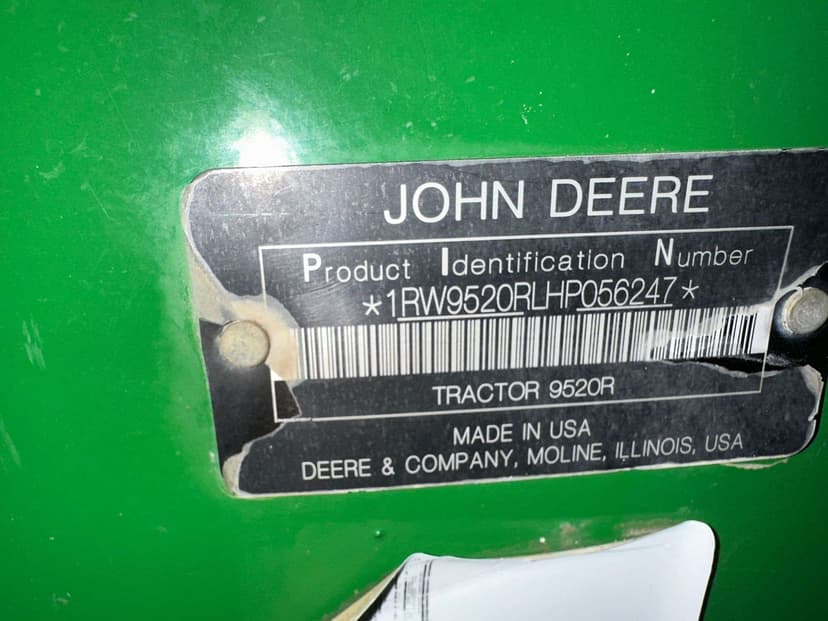 JOHN DEERE
Product Identification Number
*1RW9520RLHP056247*
TRACTOR 9520R
MADE IN USA
DEERE & COMPANY, MOLINE, ILLINOIS, USA